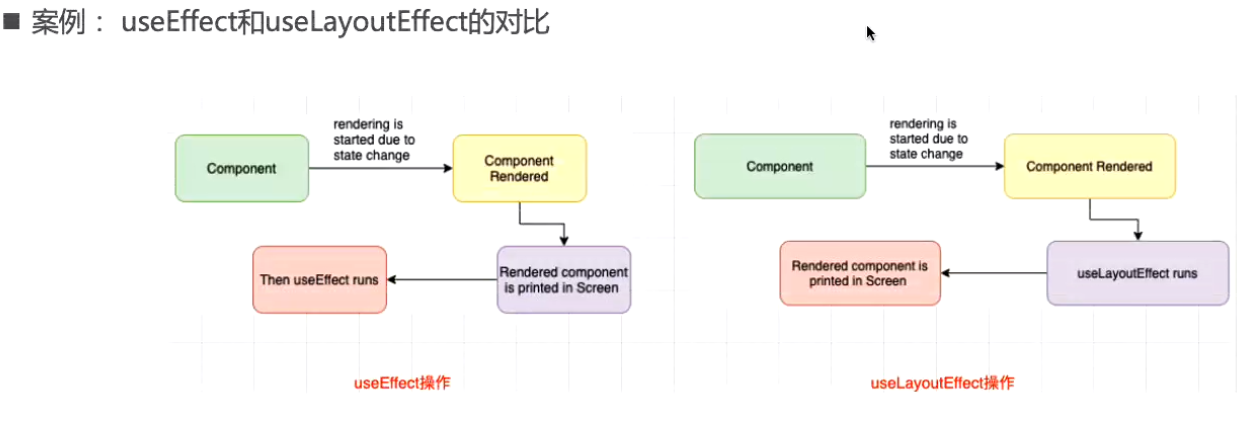 ■ 案例： useEffect和useLayoutEffect的对比
Component
rendering is
started due to
state change
Component
Rendered
Rendered component
is printed in Screen
Then useEffect runs
useEffect操作
Component
rendering is
started due to
state change
Component Rendered
useLayoutEffect runs
Rendered component is
printed in Screen
useLayoutEffect操作